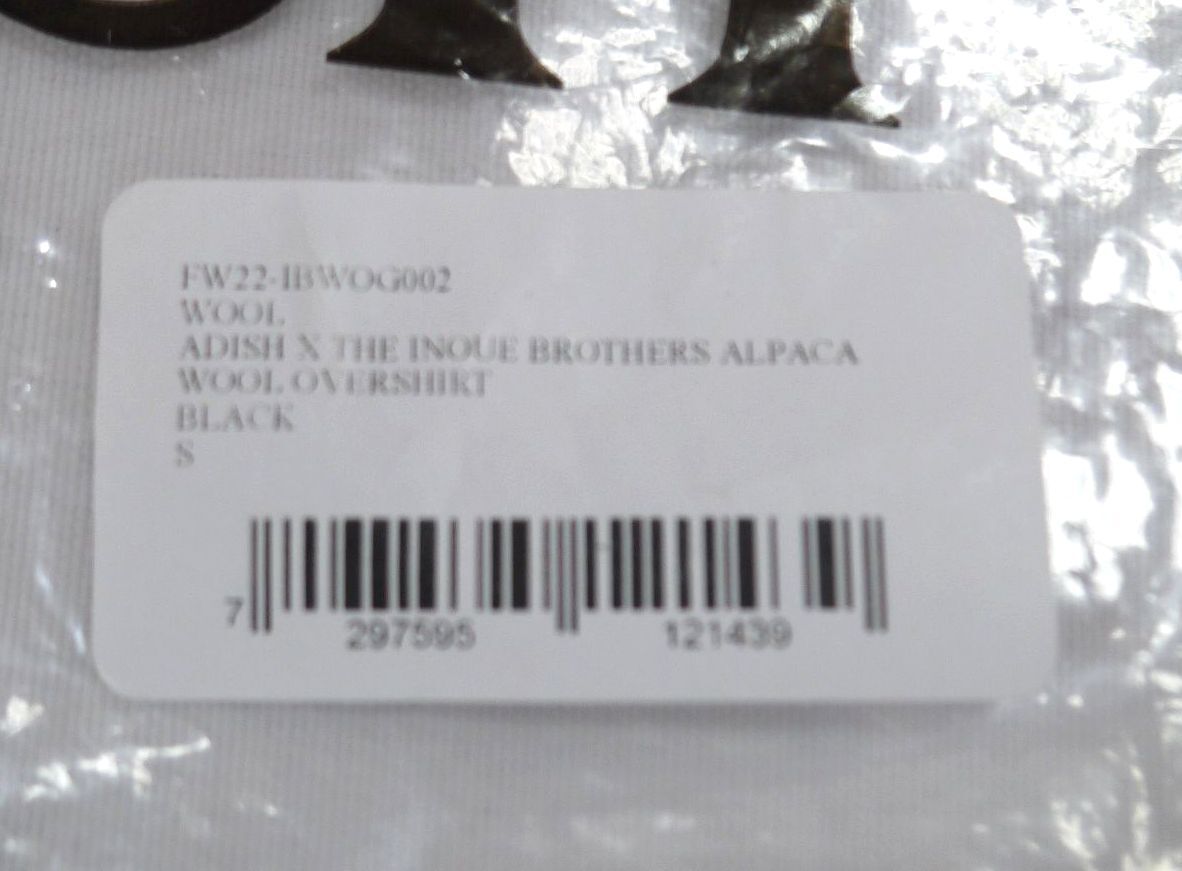 FW22-IBWOG002
WOOL
ADISH X THE INOUE BROTHERS ALPACA
WOOL OVERSHIRT
BLACK
S
7 297595 121439